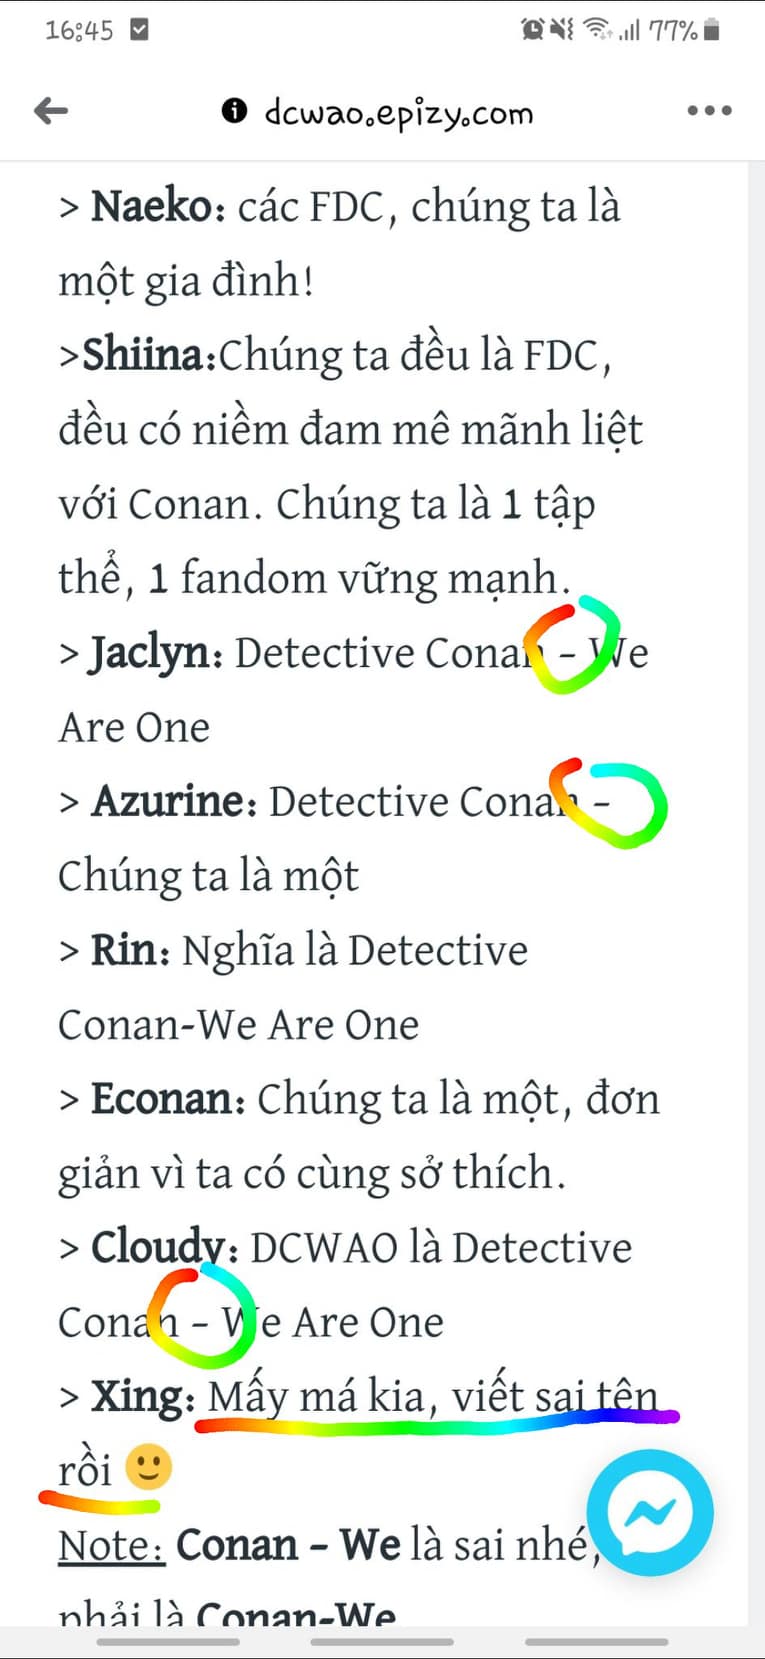 16:45 77%
dcwao.epizy.com
> Naeko: các FDC, chúng ta là
một gia đình!
>Shiina:Chúng ta đều là FDC,
đều có niềm đam mê mãnh liệt
với Conan. Chúng ta là 1 tập
thể, 1 fandom vững mạnh.
> Jaclyn: Detective Conan - We
Are One
> Azurine: Detective Conan -
Chúng ta là một
> Rin: Nghĩa là Detective
Conan-We Are One
> Econan: Chúng ta là một, đơn
giản vì ta có cùng sở thích.
> Cloudy: DCWAO là Detective
Conan - We Are One
> Xing: Mấy má kia, viết sai tên
rồi 🙂
Note: Conan - We là sai nhé,
phải là Conan-We